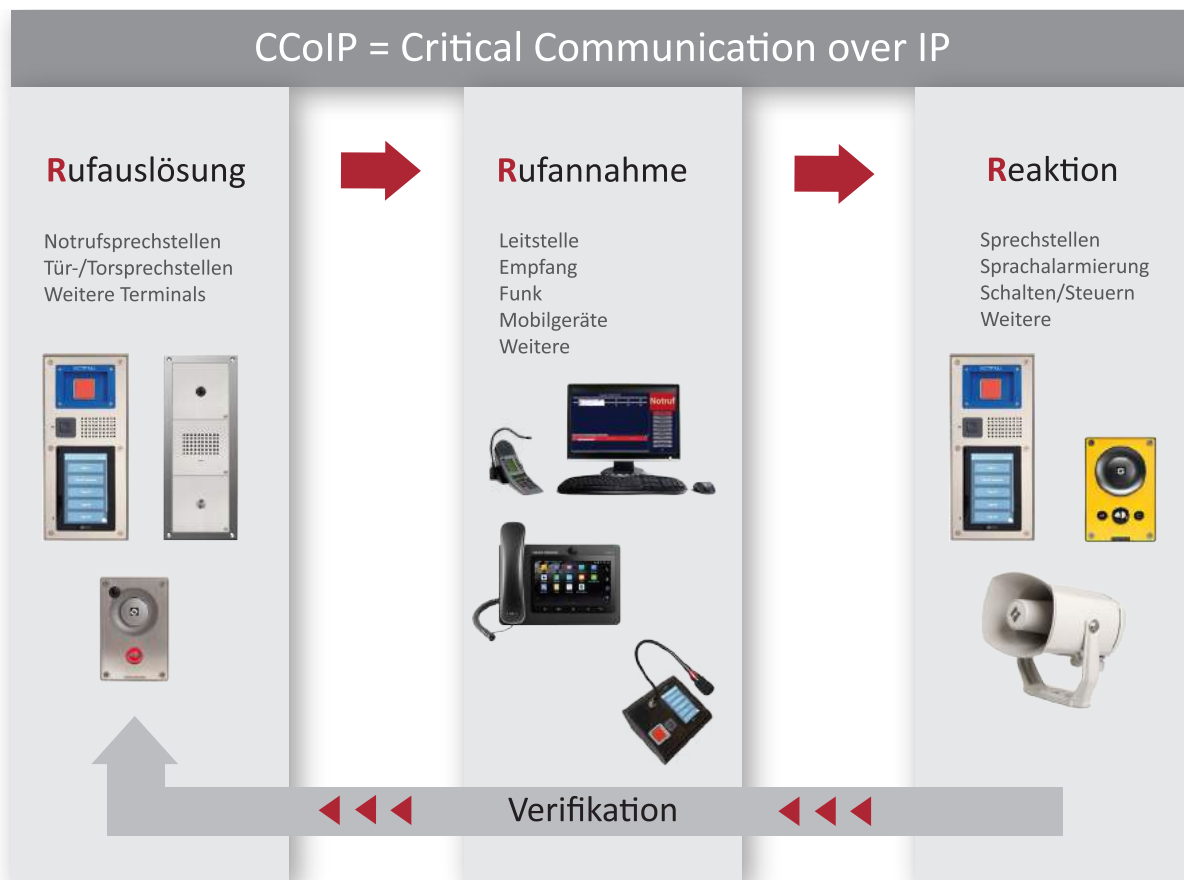 CCoIP = Critical Communication over IP
Rufauslösung
Notrufsprechstellen
Tür-/Torsprechstellen
Weitere Terminals
Rufannahme
Leitstelle
Empfang
Funk
Mobilgeräte
Weitere
Notruf
Reaktion
Sprechstellen
Sprachalarmierung
Schalten/Steuern
Weitere
Verifikation